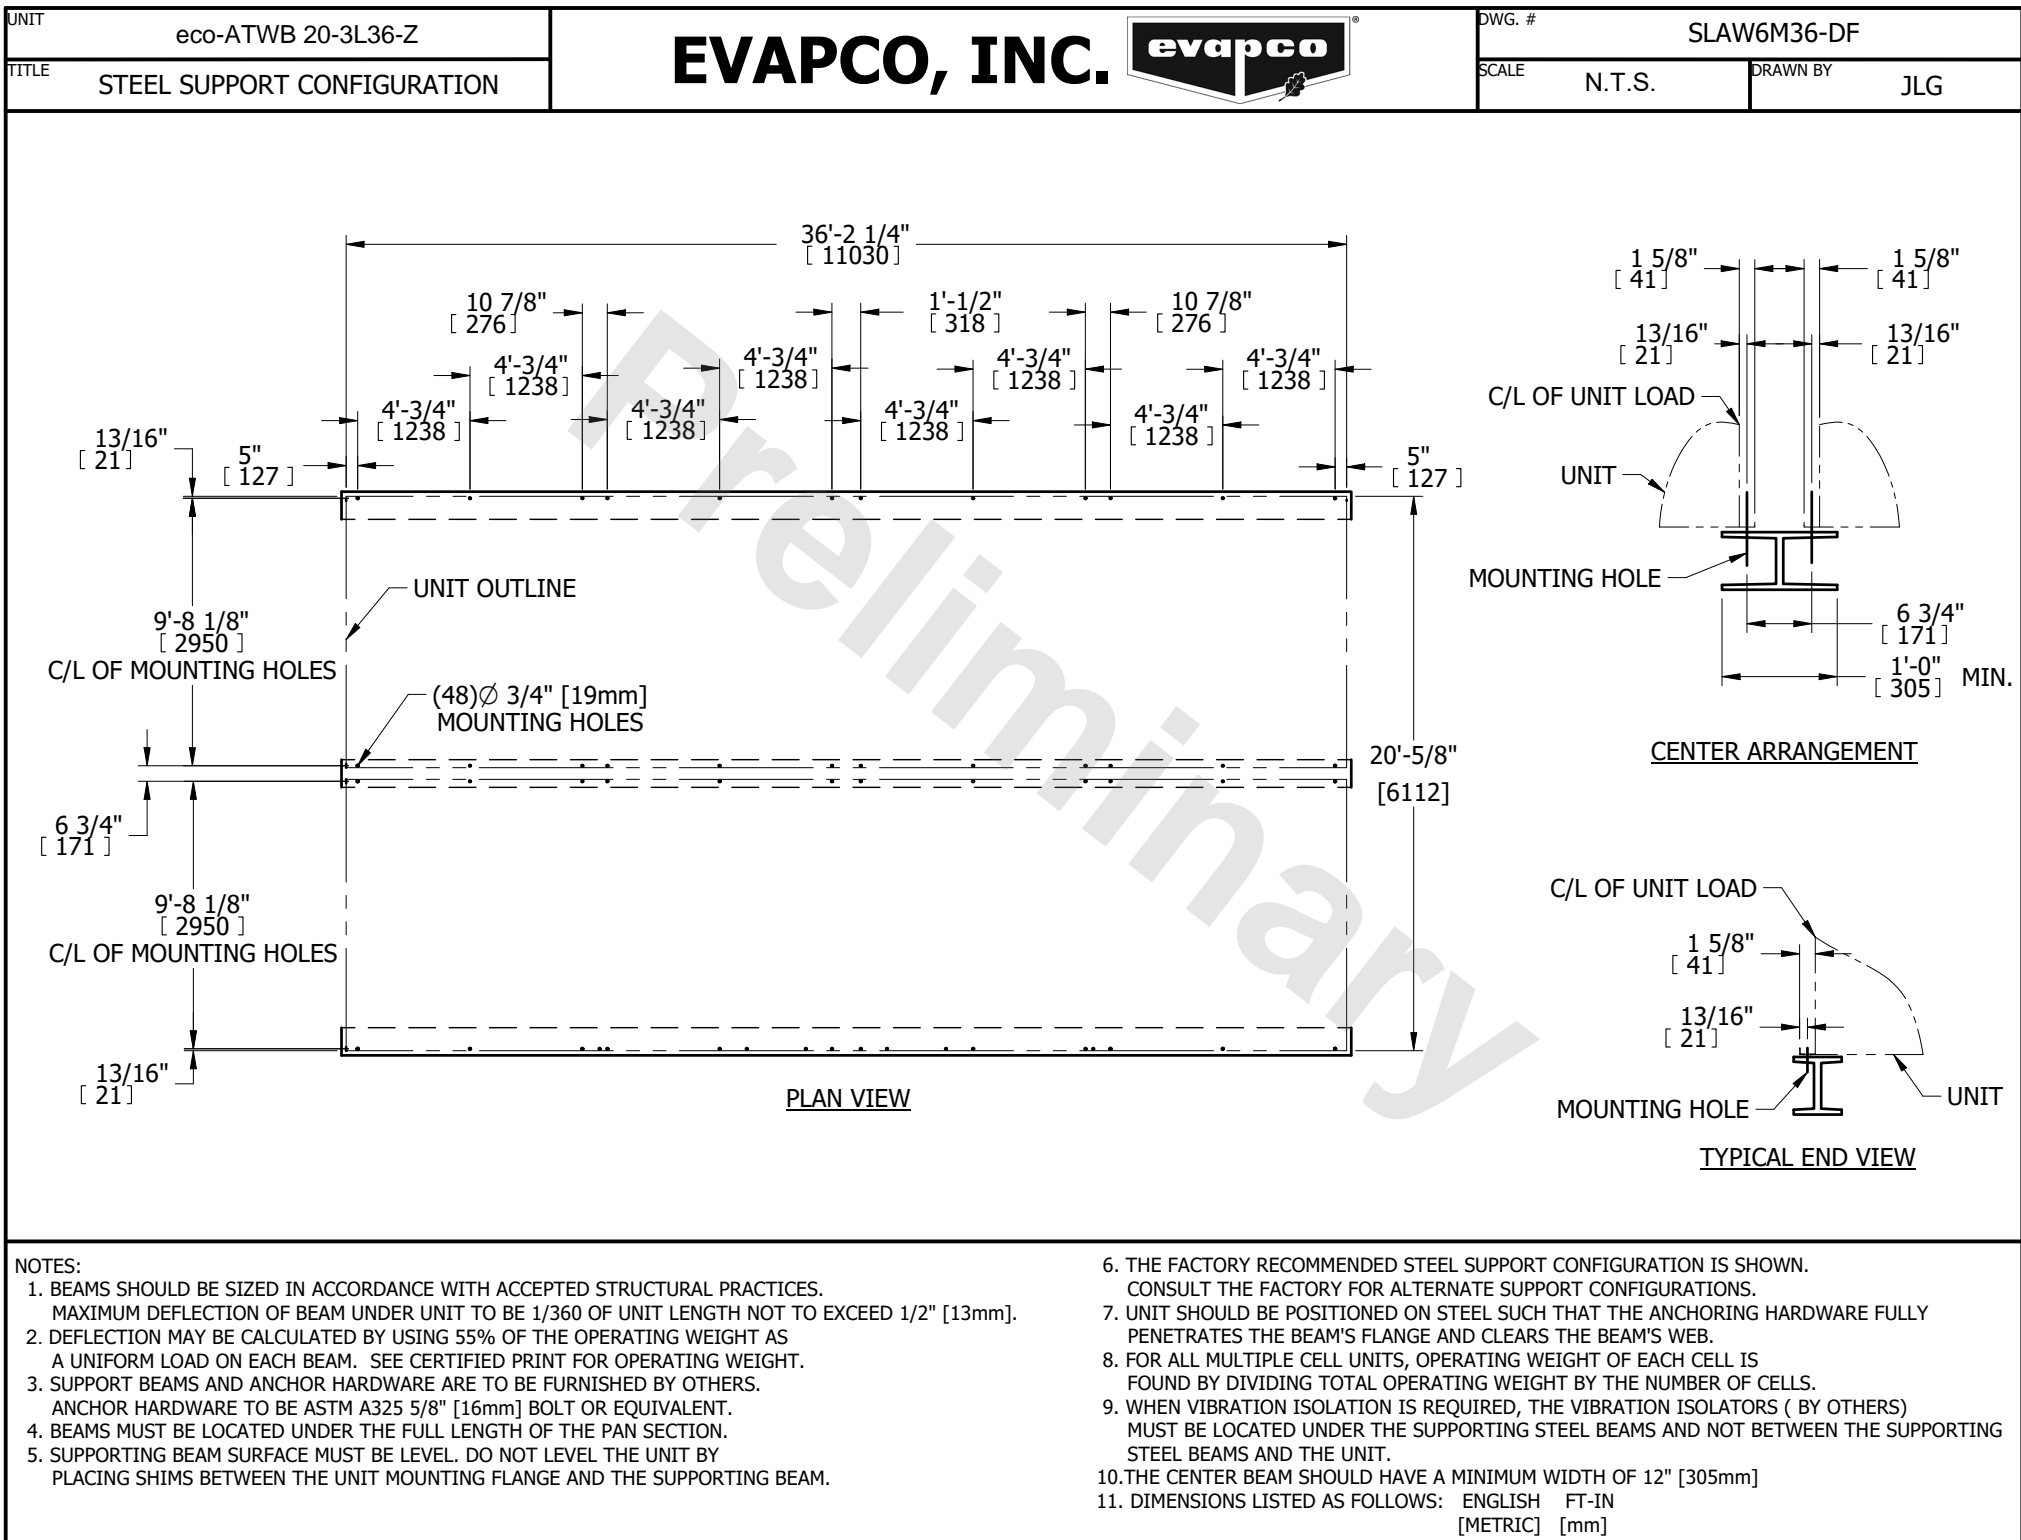 UNIT
eco-ATWB 20-3L36-Z
TITLE
STEEL SUPPORT CONFIGURATION
EVAPCO, INC.
evapco
®
DWG. #
SLAW6M36-DF
SCALE
N.T.S.
DRAWN BY
JLG
36'-2 1/4"
[ 11030]
10 7/8"
[ 276]
1'-1/2"
[ 318 ]
10 7/8"
[ 276 ]
4'-3/4"
[ 1238]
4'-3/4"
[ 1238]
4'-3/4"
[ 1238]
4'-3/4"
[ 1238]
4'-3/4"
[ 1238 ]
4'-3/4"
[ 1238]
4'-3/4"
[ 1238]
4'-3/4"
[ 1238]
13/16"
[ 21]
5"
[ 127 ]
5"
[ 127 ]
UNIT OUTLINE
9'-8 1/8"
[ 2950 ]
C/L OF MOUNTING HOLES
(48)Ø 3/4" [19mm]
MOUNTING HOLES
20'-5/8"
[6112]
6 3/4"
[ 171 ]
9'-8 1/8"
[ 2950 ]
C/L OF MOUNTING HOLES
13/16"
[ 21]
PLAN VIEW
Preliminary
1 5/8"
[ 41]
1 5/8"
[ 41]
13/16"
[ 21]
13/16"
[ 21]
C/L OF UNIT LOAD
UNIT
MOUNTING HOLE
6 3/4"
[ 171]
1'-0"
[ 305] MIN.
CENTER ARRANGEMENT
C/L OF UNIT LOAD
1 5/8"
[ 41]
13/16"
[ 21]
MOUNTING HOLE
UNIT
TYPICAL END VIEW
NOTES:
1. BEAMS SHOULD BE SIZED IN ACCORDANCE WITH ACCEPTED STRUCTURAL PRACTICES.
MAXIMUM DEFLECTION OF BEAM UNDER UNIT TO BE 1/360 OF UNIT LENGTH NOT TO EXCEED 1/2" [13mm].
2. DEFLECTION MAY BE CALCULATED BY USING 55% OF THE OPERATING WEIGHT AS
A UNIFORM LOAD ON EACH BEAM. SEE CERTIFIED PRINT FOR OPERATING WEIGHT.
3. SUPPORT BEAMS AND ANCHOR HARDWARE ARE TO BE FURNISHED BY OTHERS.
ANCHOR HARDWARE TO BE ASTM A325 5/8" [16mm] BOLT OR EQUIVALENT.
4. BEAMS MUST BE LOCATED UNDER THE FULL LENGTH OF THE PAN SECTION.
5. SUPPORTING BEAM SURFACE MUST BE LEVEL. DO NOT LEVEL THE UNIT BY
PLACING SHIMS BETWEEN THE UNIT MOUNTING FLANGE AND THE SUPPORTING BEAM.
6. THE FACTORY RECOMMENDED STEEL SUPPORT CONFIGURATION IS SHOWN.
CONSULT THE FACTORY FOR ALTERNATE SUPPORT CONFIGURATIONS.
7. UNIT SHOULD BE POSITIONED ON STEEL SUCH THAT THE ANCHORING HARDWARE FULLY
PENETRATES THE BEAM'S FLANGE AND CLEARS THE BEAM'S WEB.
8. FOR ALL MULTIPLE CELL UNITS, OPERATING WEIGHT OF EACH CELL IS
FOUND BY DIVIDING TOTAL OPERATING WEIGHT BY THE NUMBER OF CELLS.
9. WHEN VIBRATION ISOLATION IS REQUIRED, THE VIBRATION ISOLATORS ( BY OTHERS)
MUST BE LOCATED UNDER THE SUPPORTING STEEL BEAMS AND NOT BETWEEN THE SUPPORTING
STEEL BEAMS AND THE UNIT.
10.THE CENTER BEAM SHOULD HAVE A MINIMUM WIDTH OF 12" [305mm]
11. DIMENSIONS LISTED AS FOLLOWS: ENGLISH FT-IN
[METRIC] [mm]